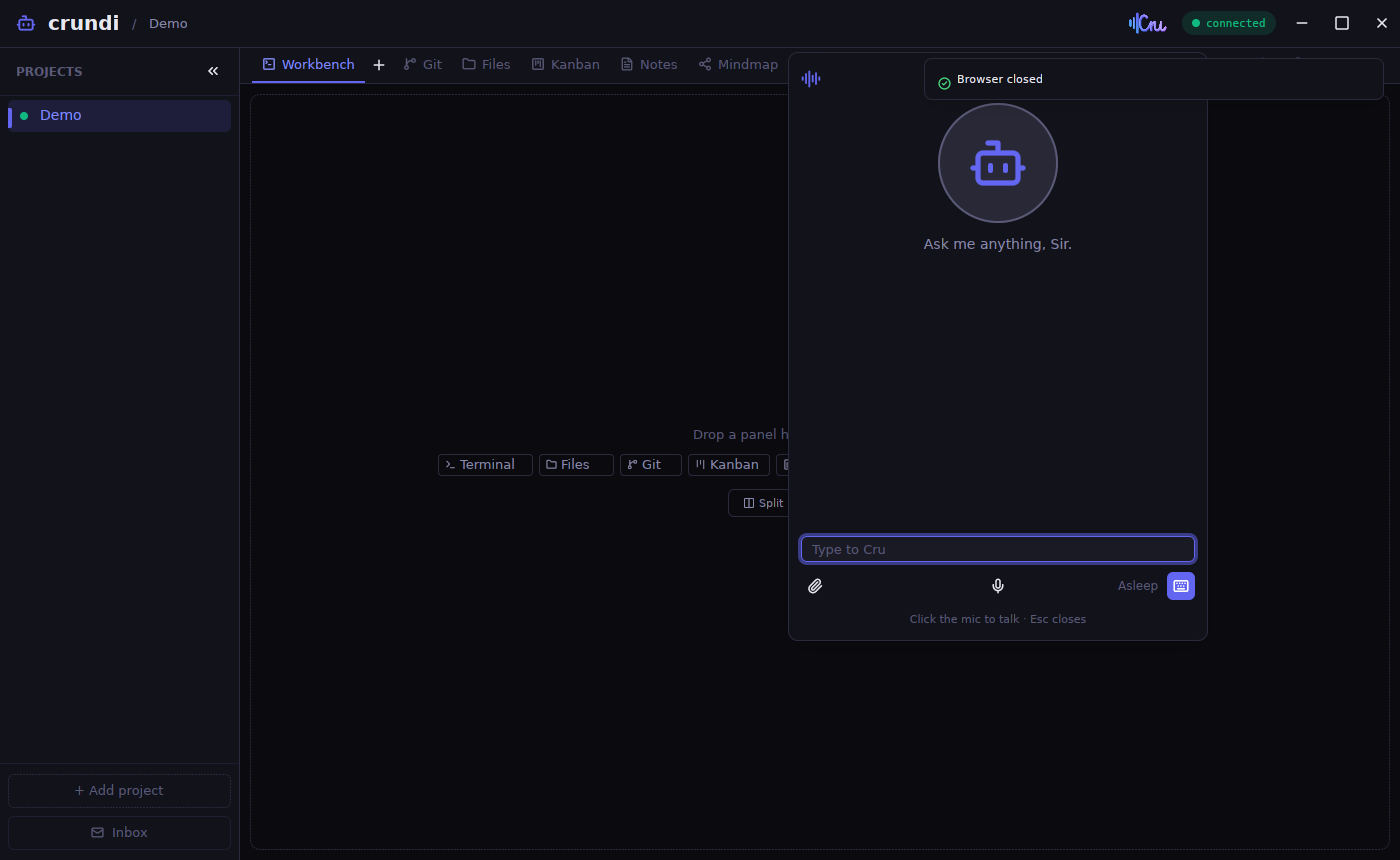 crundi / Demo
Cru
connected
PROJECTS
Workbench
Git
Files
Kanban
Notes
Mindmap
Browser closed
Demo
Ask me anything, Sir.
Drop a panel h
Terminal
Files
Git
Kanban
Split
Type to Cru
Asleep
Click the mic to talk · Esc closes
+ Add project
Inbox